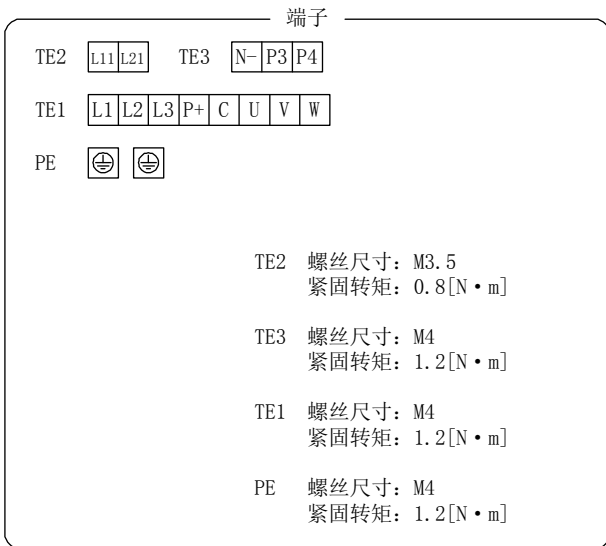 端子
TE2 L11 L21 TE3 N- P3 P4
TE1 L1 L2 L3 P+ C U V W
PE
TE2 螺丝尺寸：M3.5
紧固转矩：0.8[N·m]
TE3 螺丝尺寸：M4
紧固转矩：1.2[N·m]
TE1 螺丝尺寸：M4
紧固转矩：1.2[N·m]
PE 螺丝尺寸：M4
紧固转矩：1.2[N·m]